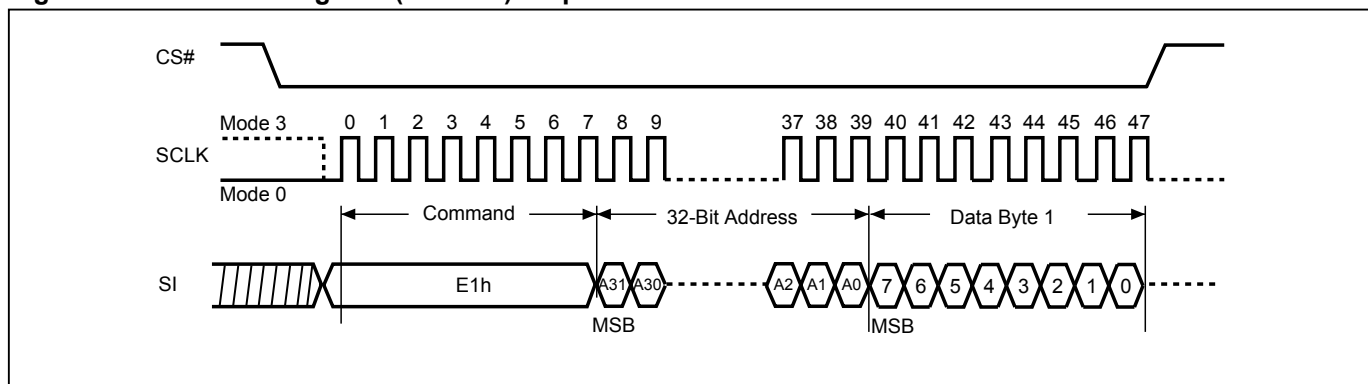 CS#
Mode 3
0 1 2 3 4 5 6 7 8 9 37 38 39 40 41 42 43 44 45 46 47
SCLK
Mode 0
Command 32-Bit Address Data Byte 1
SI E1h A31 A30 A2 A1 A0 7 6 5 4 3 2 1 0
MSB MSB